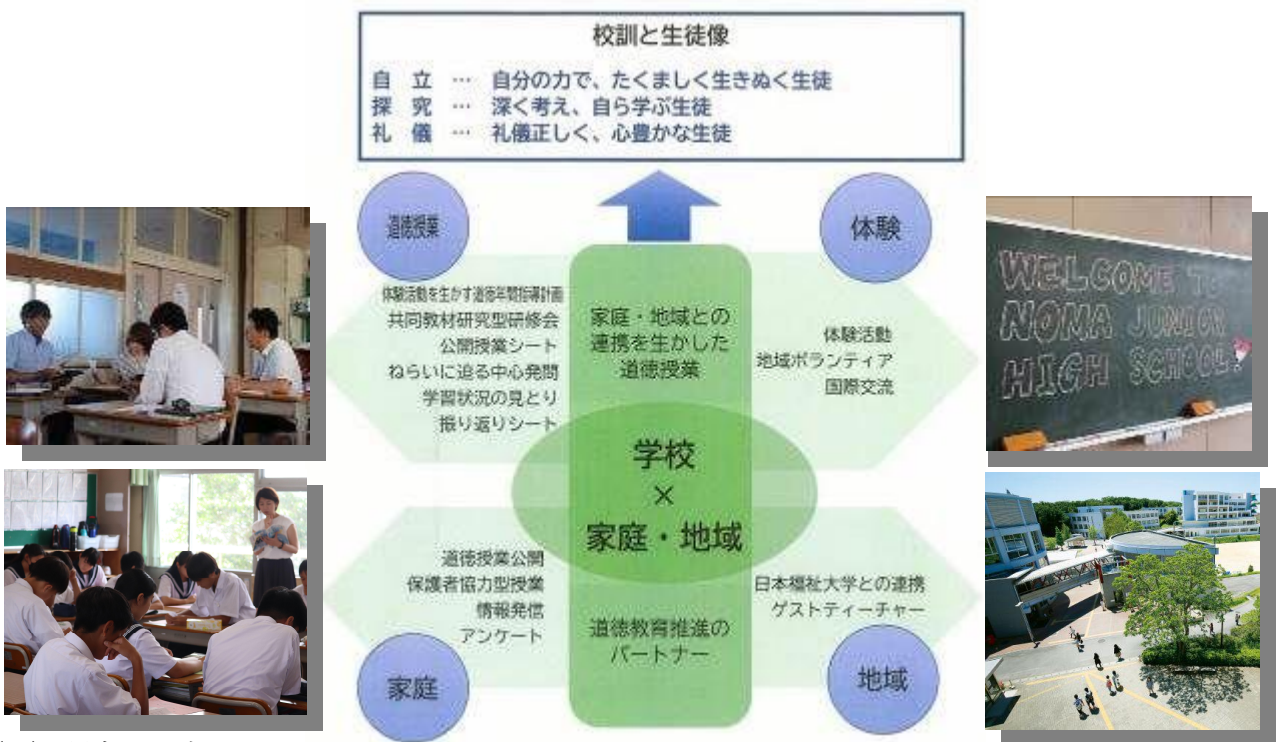 校訓と生徒像
自 立 … 自分の力で、たくましく生きぬく生徒
探 究 … 深く考え、自ら学ぶ生徒
礼 儀 … 礼儀正しく、心豊かな生徒
道徳授業
体験
体験活動を生かす道徳年間指導計画
共同教材研究型研修会
公開授業シート
ねらいに迫る中心発問
学習状況の見とり
振り返りシート
家庭・地域との
連携を生かした
道徳授業
体験活動
地域ボランティア
国際交流
学校
×
家庭・地域
道徳授業公開
保護者協力型授業
情報発信
アンケート
道徳教育推進の
パートナー
日本福祉大学との連携
ゲストティーチャー
家庭
地域
WELCOME TO
NOMA JUNIOR
HIGH SCHOOL!